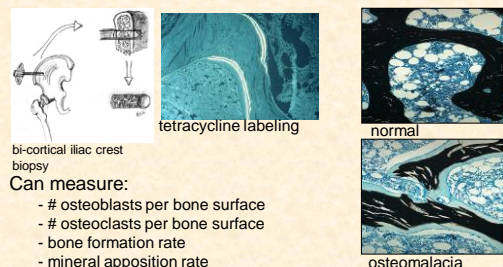 tetracycline labeling
normal
bi-cortical iliac crest
biopsy
Can measure:
- # osteoblasts per bone surface
- # osteoclasts per bone surface
- bone formation rate
- mineral apposition rate
osteomalacia